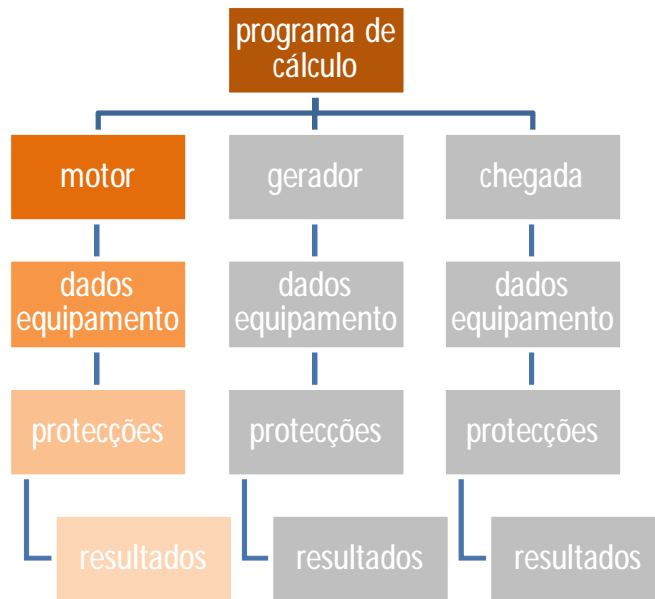 programa de
cálculo
motor
gerador
chegada
dados
equipamento
dados
equipamento
dados
equipamento
protecções
protecções
protecções
resultados
resultados
resultados